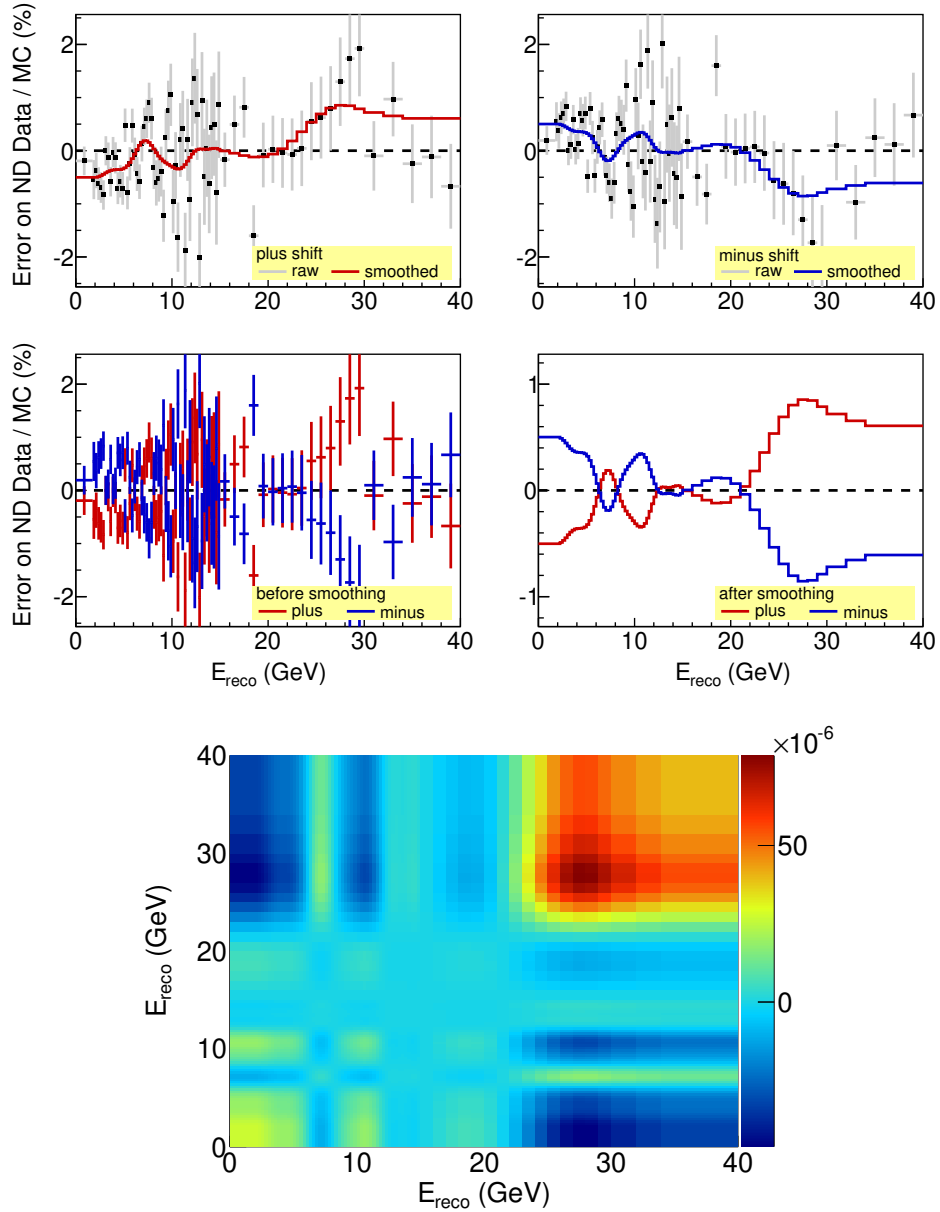 Error on ND Data / MC (%)
2
0
-2
plus shift
raw smoothed
0 10 20 30 40
2
0
-2
minus shift
raw smoothed
0 10 20 30 40
Error on ND Data / MC (%)
2
0
-2
before smoothing
plus minus
0 10 20 30 40
E_reco (GeV)
1
0
-1
after smoothing
plus minus
0 10 20 30 40
E_reco (GeV)
×10^-6
40
30
20
10
0
E_reco (GeV)
0 10 20 30 40
E_reco (GeV)
50
0